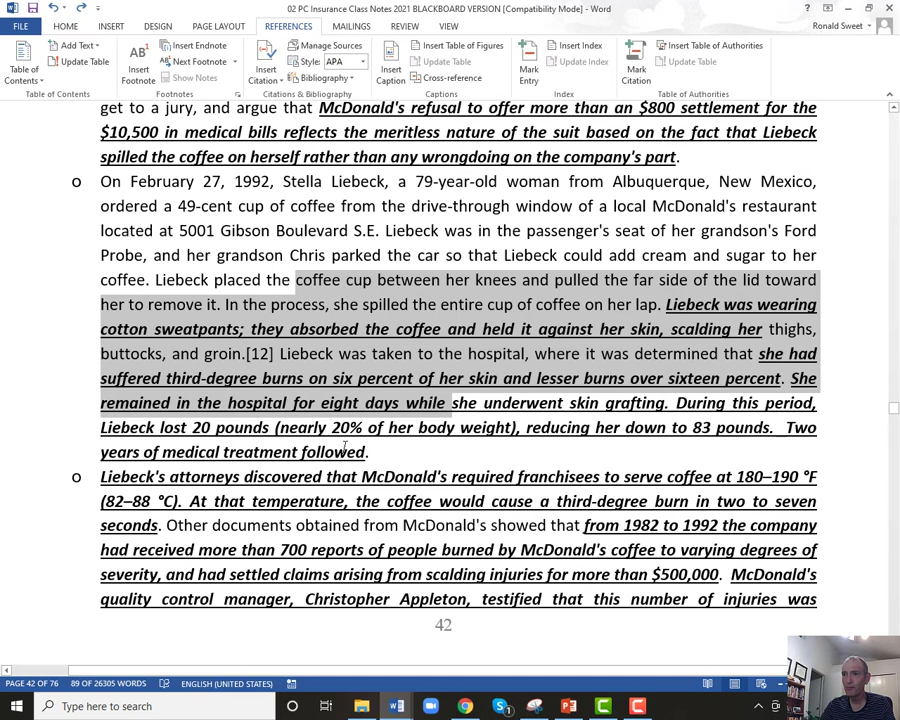 02 PC Insurance Class Notes 2021 BLACKBOARD VERSION [Compatibility Mode] - Word
FILE HOME INSERT DESIGN PAGE LAYOUT REFERENCES MAILINGS REVIEW VIEW Ronald Sweet
Table of Contents
Add Text
Update Table
Table of Contents
AB¹
Insert Footnote
Insert Endnote
Next Footnote
Show Notes
Footnotes
Insert Citation
Manage Sources
Style: APA
Bibliography
Citations & Bibliography
Insert Caption
Insert Table of Figures
Update Table
Cross-reference
Captions
Mark Entry
Insert Index
Update Index
Index
Mark Citation
Insert Table of Authorities
Update Table
Table of Authorities
get to a jury, and argue that McDonald's refusal to offer more than an $800 settlement for the
$10,500 in medical bills reflects the meritless nature of the suit based on the fact that Liebeck
spilled the coffee on herself rather than any wrongdoing on the company's part.
o On February 27, 1992, Stella Liebeck, a 79-year-old woman from Albuquerque, New Mexico,
ordered a 49-cent cup of coffee from the drive-through window of a local McDonald's restaurant
located at 5001 Gibson Boulevard S.E. Liebeck was in the passenger's seat of her grandson's Ford
Probe, and her grandson Chris parked the car so that Liebeck could add cream and sugar to her
coffee. Liebeck placed the coffee cup between her knees and pulled the far side of the lid toward
her to remove it. In the process, she spilled the entire cup of coffee on her lap. Liebeck was wearing
cotton sweatpants; they absorbed the coffee and held it against her skin, scalding her thighs,
buttocks, and groin.[12] Liebeck was taken to the hospital, where it was determined that she had
suffered third-degree burns on six percent of her skin and lesser burns over sixteen percent. She
remained in the hospital for eight days while she underwent skin grafting. During this period,
Liebeck lost 20 pounds (nearly 20% of her body weight), reducing her down to 83 pounds. Two
years of medical treatment followed.
o Liebeck's attorneys discovered that McDonald's required franchisees to serve coffee at 180–190 °F
(82–88 °C). At that temperature, the coffee would cause a third-degree burn in two to seven
seconds. Other documents obtained from McDonald's showed that from 1982 to 1992 the company
had received more than 700 reports of people burned by McDonald's coffee to varying degrees of
severity, and had settled claims arising from scalding injuries for more than $500,000. McDonald's
quality control manager, Christopher Appleton, testified that this number of injuries was
42
PAGE 42 OF 76 89 OF 26305 WORDS ENGLISH (UNITED STATES)
Type here to search